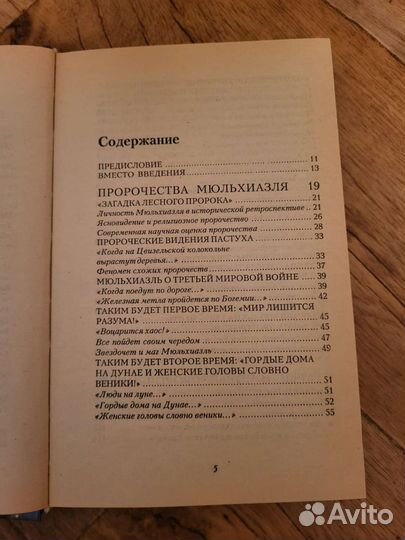 Содержание
ПРЕДИСЛОВИЕ 11
ВМЕСТО ВВЕДЕНИЯ 13
ПРОРОЧЕСТВА МЮЛЬХИАЗЛЯ 19
«ЗАГАДКА ЛЕСНОГО ПРОРОКА» 21
Личность Мюльхиазля в исторической ретроспективе 21
Ясновидение и религиозное пророчество 26
Современная научная оценка пророчества 28
ПРОРОЧЕСКИЕ ВИДЕНИЯ ПАСТУХА 33
«Когда на Цвизельской колокольне
вырастут деревья...» 33
Феномен схожих пророчеств 37
МЮЛЬХИАЗЛЬ О ТРЕТЬЕЙ МИРОВОЙ ВОЙНЕ 39
«Когда поедут по дороге...» 39
«Железная метла пройдется по Богемии...» 42
ТАКИМ БУДЕТ ПЕРВОЕ ВРЕМЯ: «МИР ЛИШИТСЯ
РАЗУМА!» 45
«Воцарится хаос!» 45
Все пойдет своим чередом 47
Звездочет и маг Мюльхиазль 49
ТАКИМ БУДЕТ ВТОРОЕ ВРЕМЯ: «ГОРДЫЕ ДОМА
НА ДУНАЕ И ЖЕНСКИЕ ГОЛОВЫ СЛОВНО
ВЕНИКИ!» 51
«Люди на луне...» 51
«Гордые дома на Дунае...» 52
«Женские головы словно веники...» 55
5
Avito